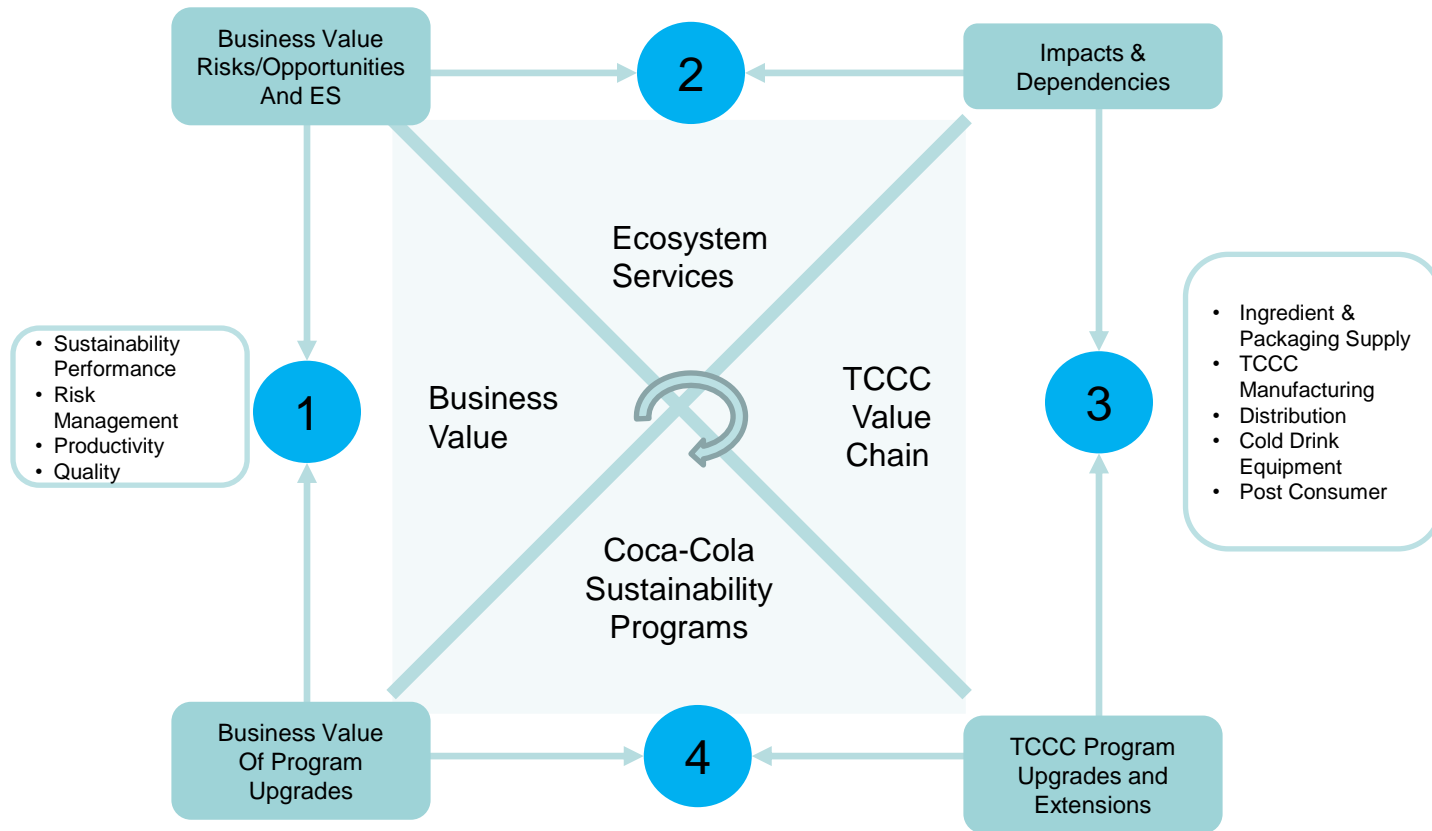 Business Value
Risks/Opportunities
And ES
2
Impacts &
Dependencies
Ecosystem
Services
• Sustainability
Performance
• Risk
Management
• Productivity
• Quality
1
Business
Value
TCCC
Value
Chain
3
• Ingredient &
Packaging Supply
• TCCC
Manufacturing
• Distribution
• Cold Drink
Equipment
• Post Consumer
Coca-Cola
Sustainability
Programs
Business Value
Of Program
Upgrades
4
TCCC Program
Upgrades and
Extensions